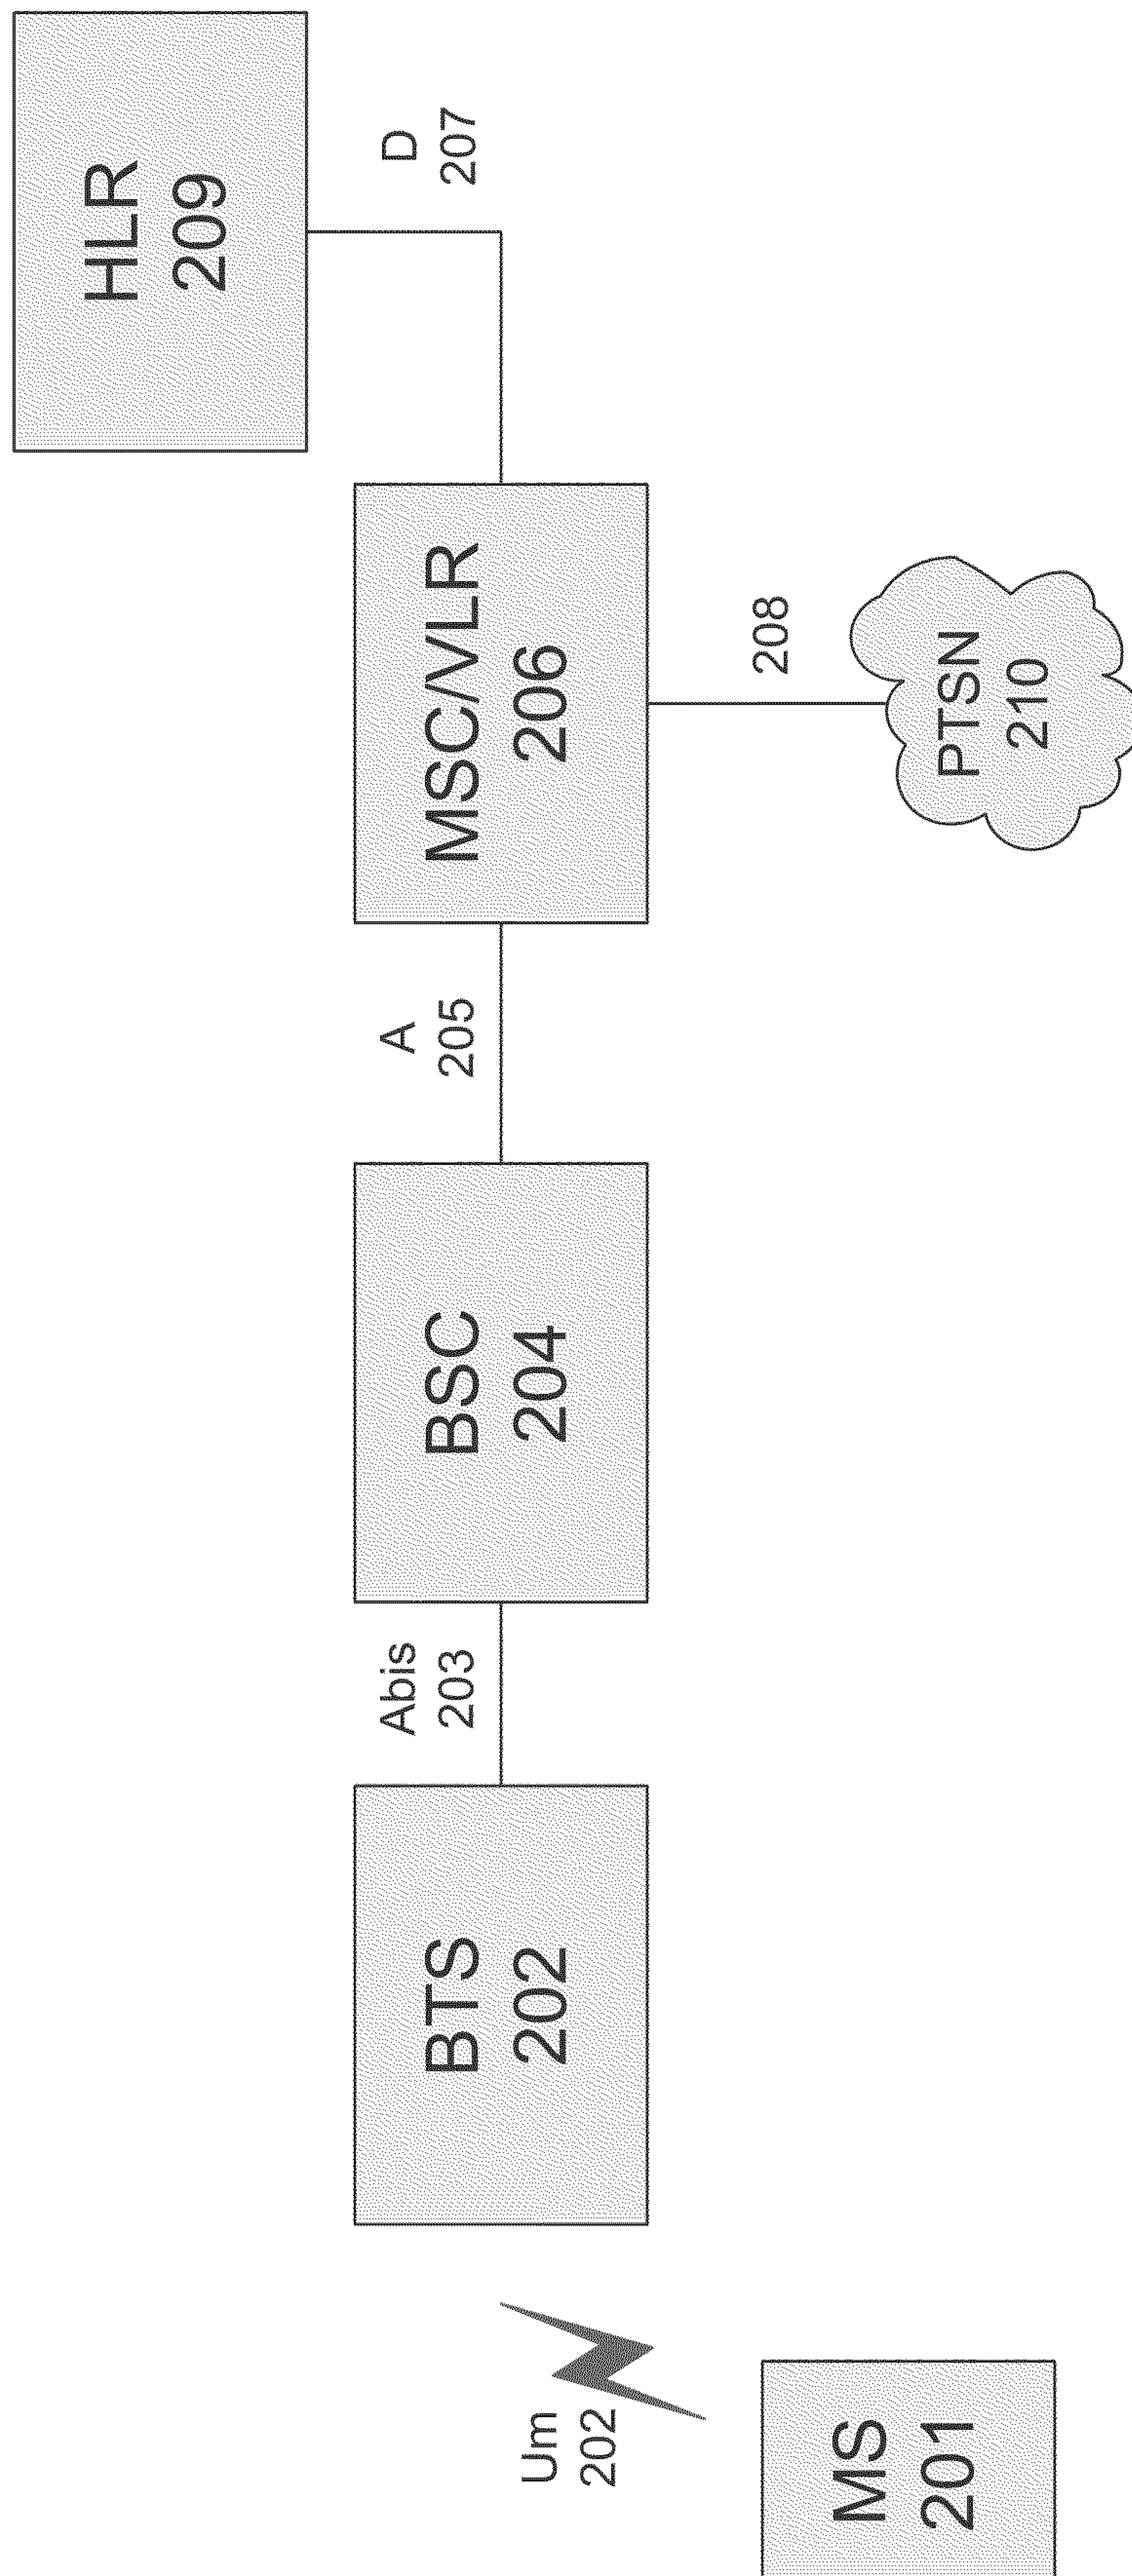 HLR
209
D
207
MSC/VLR
206
208
PTSN
210
A
205
BSC
204
Abis
203
BTS
202
Um
202
MS
201